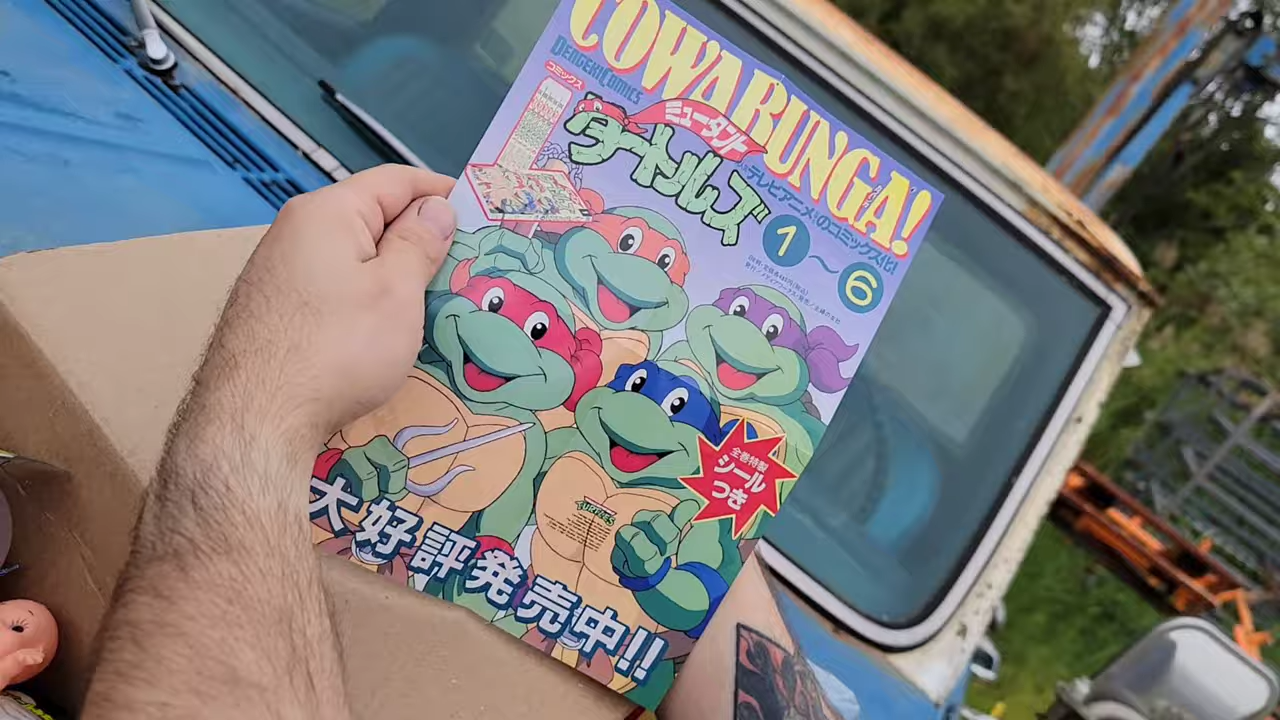 COWABUNGA!
DENGEKI COMICS
コミックス
ミュータント
タートルズ
テレビアニメのコミックス化!
1〜6
全巻特製
シール
つき
TURTLES
大好評発売中!!